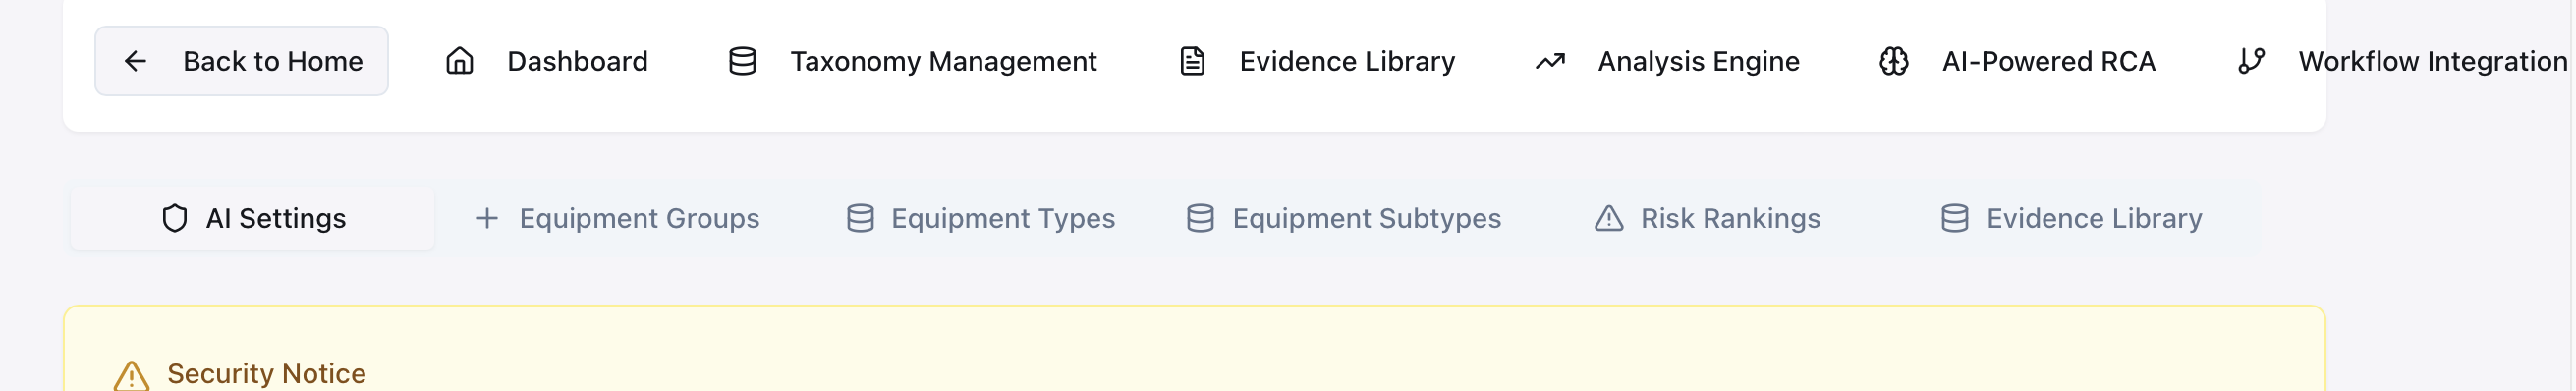 Back to Home Dashboard Taxonomy Management Evidence Library Analysis Engine AI-Powered RCA Workflow Integration
AI Settings Equipment Groups Equipment Types Equipment Subtypes Risk Rankings Evidence Library
Security Notice